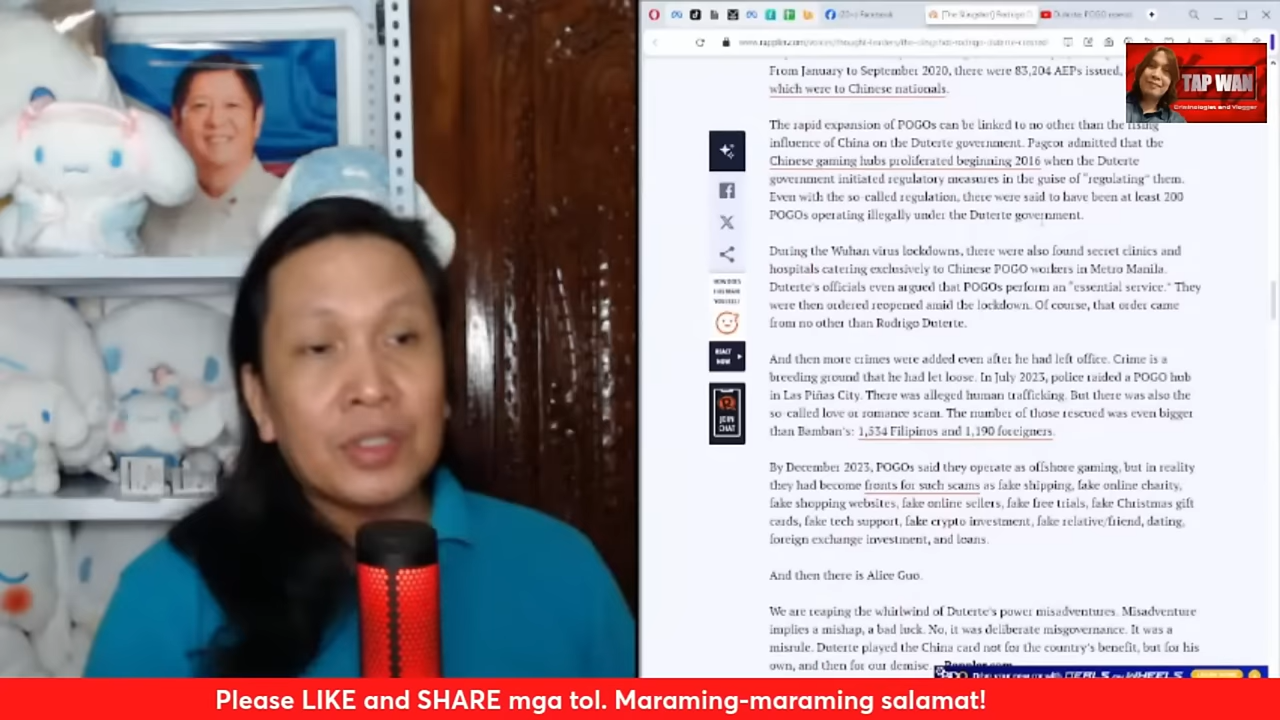 Facebook
[The Slingshot] Rodrigo D
Duterte, POGO
TAP WAN
Criminologist and Vlogger
From January to September 2020, there were 83,204 AEPs issued,
which were to Chinese nationals.
The rapid expansion of POGOs can be linked to no other than the rising
influence of China on the Duterte government. Pagcor admitted that the
Chinese gaming hubs proliferated beginning 2016 when the Duterte
government initiated regulatory measures in the guise of "regulating" them.
Even with the so-called regulation, there were said to have been at least 200
POGOs operating illegally under the Duterte government.
During the Wuhan virus lockdowns, there were also found secret clinics and
hospitals catering exclusively to Chinese POGO workers in Metro Manila.
Duterte's officials even argued that POGOs perform an "essential service." They
were then ordered reopened amid the lockdown. Of course, that order came
from no other than Rodrigo Duterte.
And then more crimes were added even after he had left office. Crime is a
breeding ground that he had let loose. In July 2023, police raided a POGO hub
in Las Piñas City. There was alleged human trafficking. But there was also the
so-called love or romance scam. The number of those rescued was even bigger
than Bamban's: 1,534 Filipinos and 1,190 foreigners.
By December 2023, POGOs said they operate as offshore gaming, but in reality
they had become fronts for such scams as fake shipping, fake online charity,
fake shopping websites, fake online sellers, fake free trials, fake Christmas gift
cards, fake tech support, fake crypto investment, fake relative/friend, dating,
foreign exchange investment, and loans.
And then there is Alice Guo.
We are reaping the whirlwind of Duterte's power misadventures. Misadventure
implies a mishap, a bad luck. No, it was deliberate misgovernance. It was a
misrule. Duterte played the China card not for the country's benefit, but for his
own, and then for our demise. – Rappler.com
REACT
NOW
JOIN
CHAT
Please LIKE and SHARE mga tol. Maraming-maraming salamat!